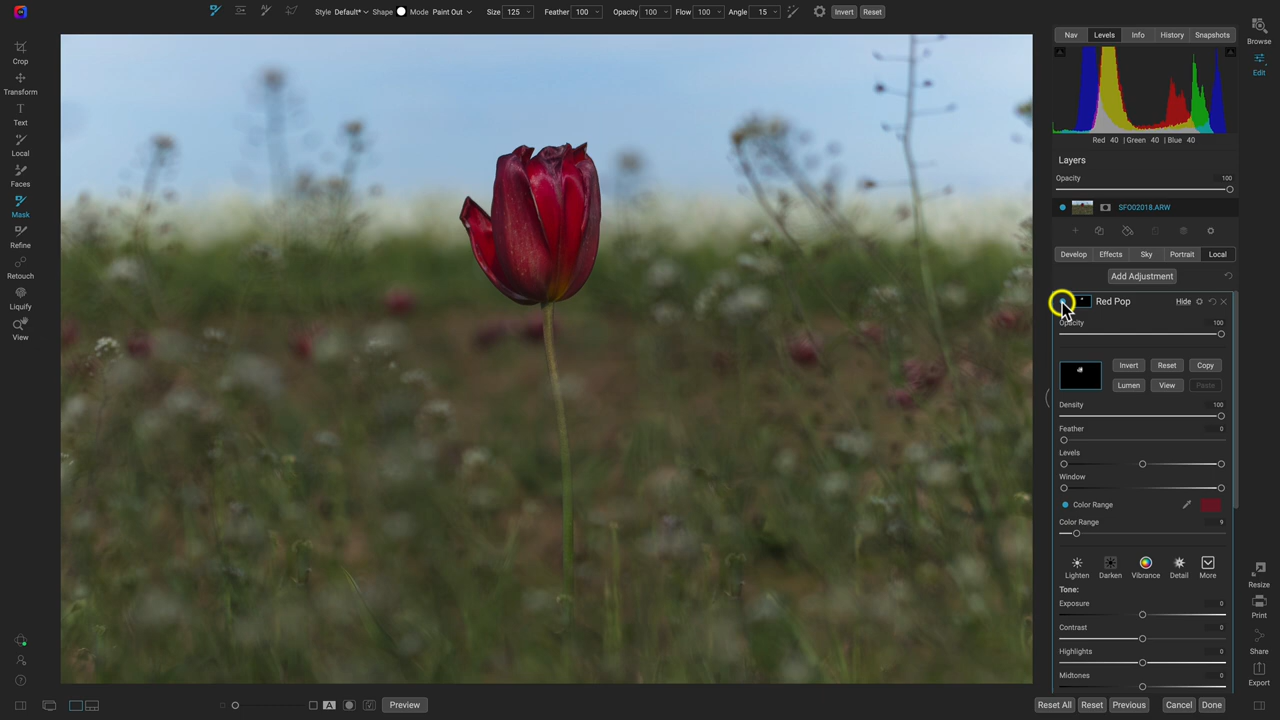 Style Default* Shape Mode Paint Out Size 125 Feather 100 Opacity 100 Flow 100 Angle 15 Invert Reset
Crop
Transform
Text
Local
Faces
Mask
Refine
Retouch
Liquify
View
Nav Levels Info History Snapshots
Browse
Edit
Red 40 | Green 40 | Blue 40
Layers
Opacity 100
SFO02018.ARW
Develop Effects Sky Portrait Local
Add Adjustment
Red Pop Hide
Opacity 100
Invert Reset Copy
Lumen View Paste
Density 100
Feather 0
Levels
Window
Color Range
Color Range 9
Lighten Darken Vibrance Detail More
Tone:
Exposure 0
Contrast 0
Highlights 0
Midtones 0
Resize
Print
Share
Export
A Preview
Reset All Reset Previous Cancel Done